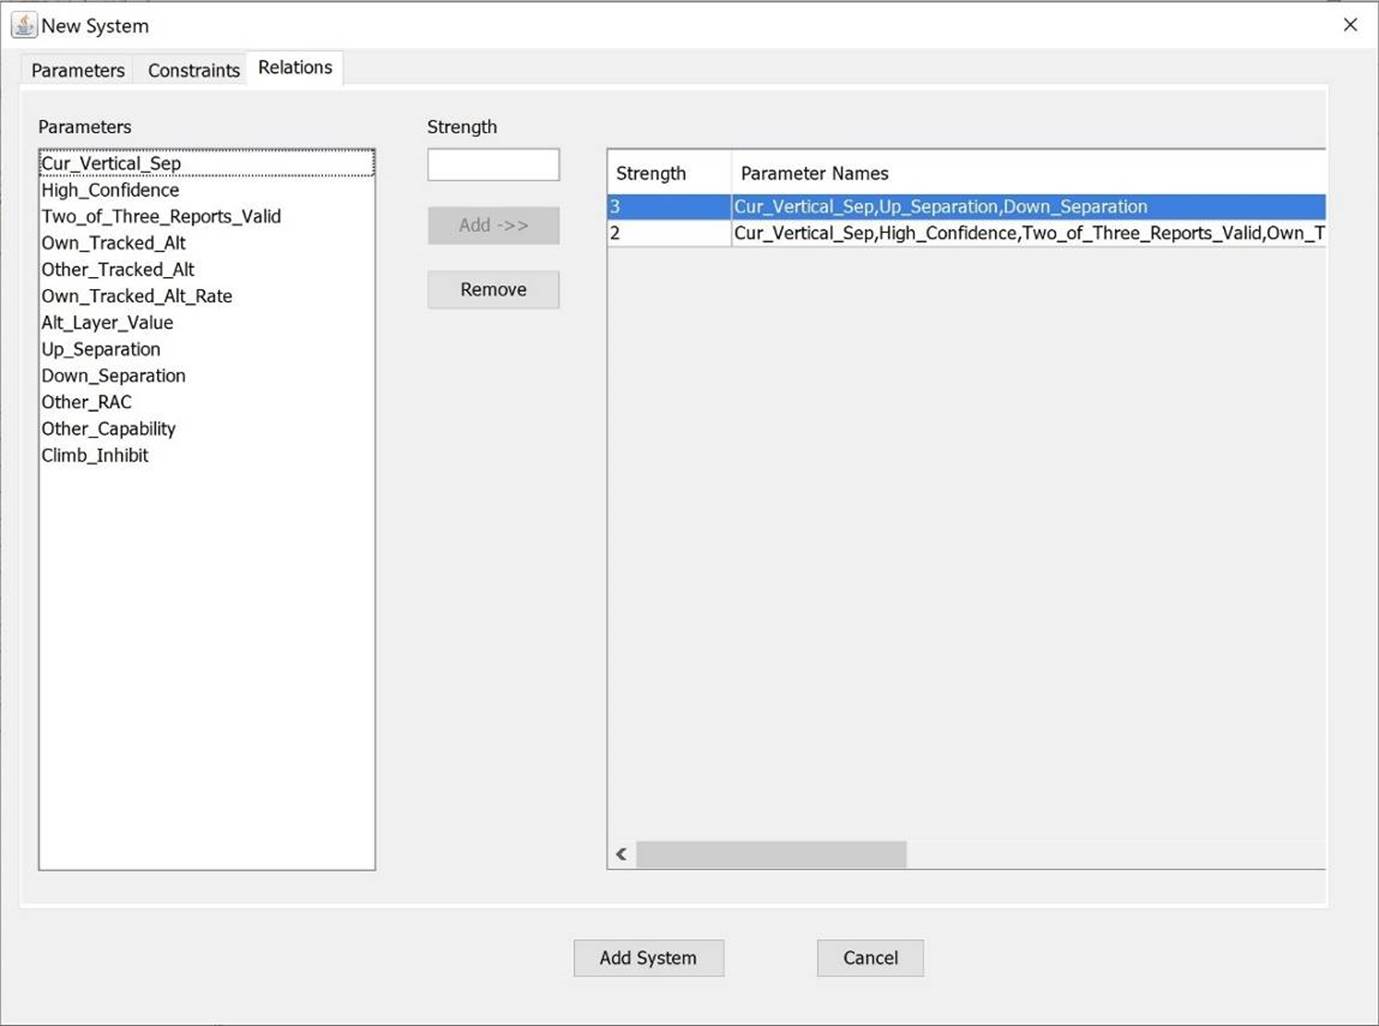 New System
Parameters Constraints Relations
Parameters
Cur_Vertical_Sep
High_Confidence
Two_of_Three_Reports_Valid
Own_Tracked_Alt
Other_Tracked_Alt
Own_Tracked_Alt_Rate
Alt_Layer_Value
Up_Separation
Down_Separation
Other_RAC
Other_Capability
Climb_Inhibit
Strength
Add ->>
Remove
Strength Parameter Names
3 Cur_Vertical_Sep,Up_Separation,Down_Separation
2 Cur_Vertical_Sep,High_Confidence,Two_of_Three_Reports_Valid,Own_T
Add System Cancel